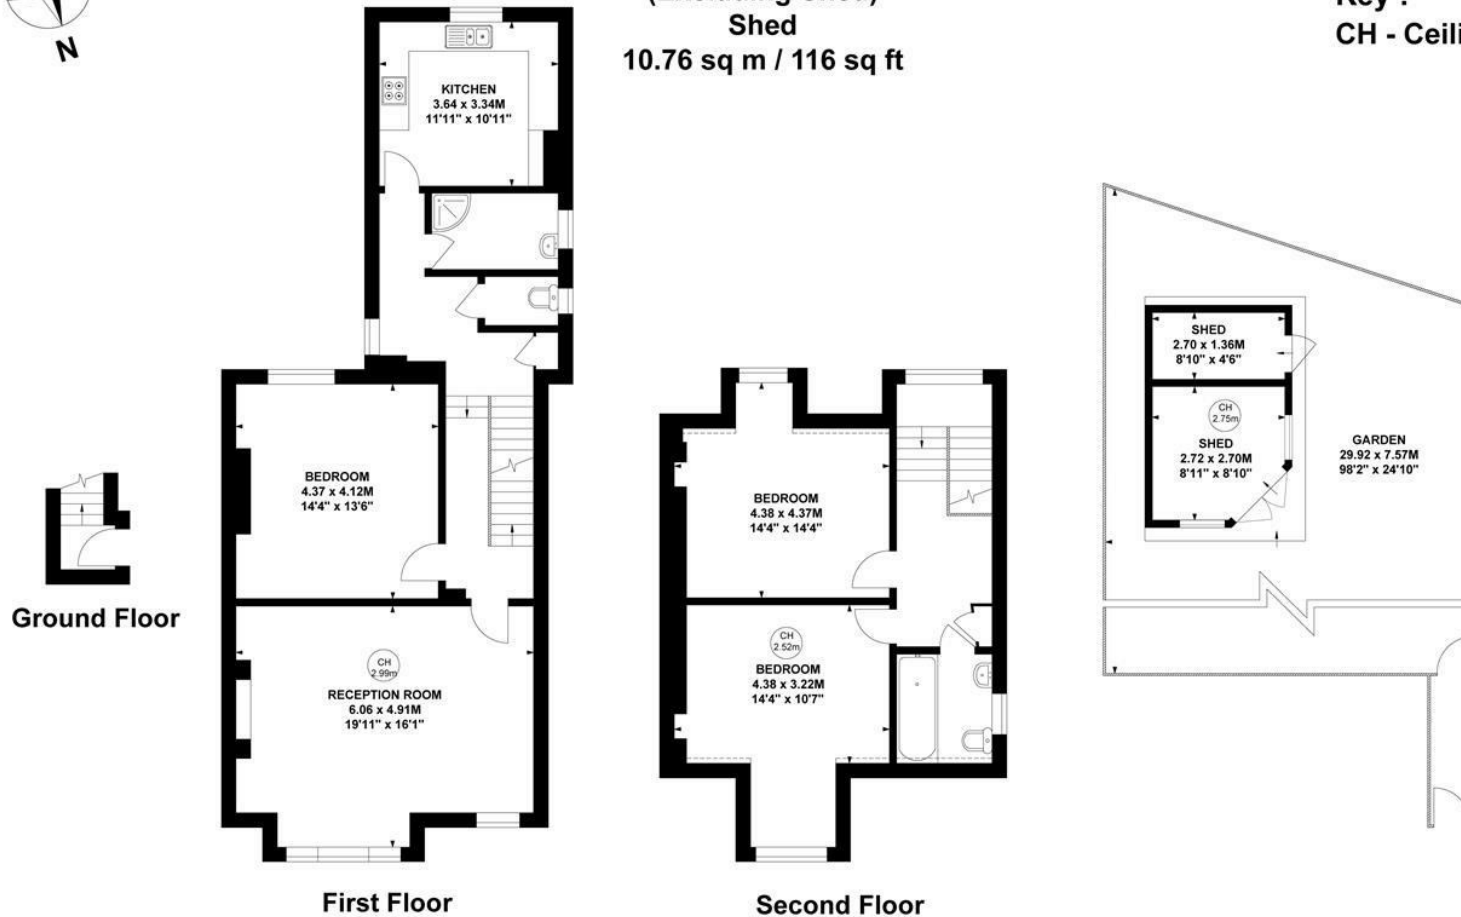 N
Shed
10.76 sq m / 116 sq ft
Key :
CH - Ceili
KITCHEN
3.64 x 3.34M
11'11" x 10'11"
BEDROOM
4.37 x 4.12M
14'4" x 13'6"
Ground Floor
CH
2.99m
RECEPTION ROOM
6.06 x 4.91M
19'11" x 16'1"
First Floor
BEDROOM
4.38 x 4.37M
14'4" x 14'4"
CH
2.52m
BEDROOM
4.38 x 3.22M
14'4" x 10'7"
Second Floor
SHED
2.70 x 1.36M
8'10" x 4'6"
CH
2.75m
SHED
2.72 x 2.70M
8'11" x 8'10"
GARDEN
29.92 x 7.57M
98'2" x 24'10"